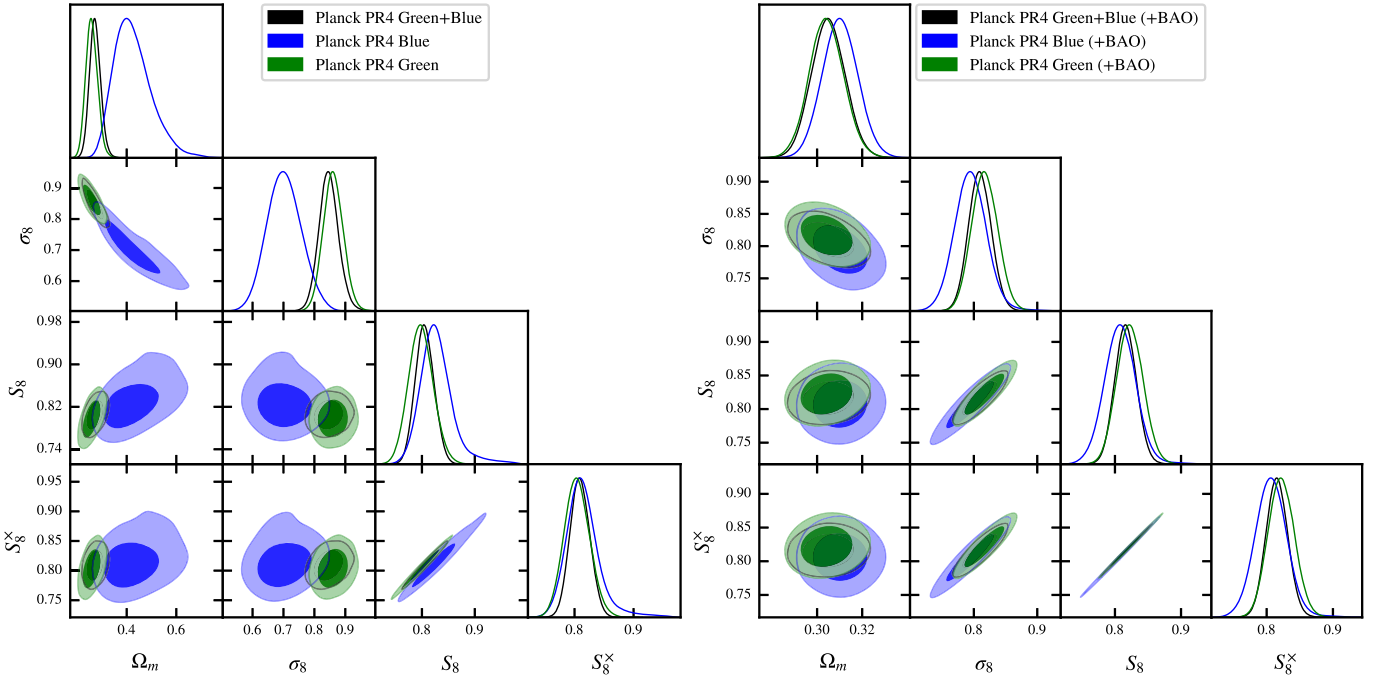 Planck PR4 Green+Blue
Planck PR4 Blue
Planck PR4 Green
0.9
0.8
0.7
0.6
σ8
0.98
0.90
0.82
0.74
S8
0.95
0.90
0.85
0.80
0.75
S8×
0.4 0.6
0.6 0.7 0.8 0.9
0.8 0.9
0.8 0.9
Ωm
σ8
S8
S8×
Planck PR4 Green+Blue (+BAO)
Planck PR4 Blue (+BAO)
Planck PR4 Green (+BAO)
0.90
0.85
0.80
0.75
σ8
0.90
0.85
0.80
0.75
S8
0.90
0.85
0.80
0.75
S8×
0.30 0.32
0.8 0.9
0.8 0.9
0.8 0.9
Ωm
σ8
S8
S8×